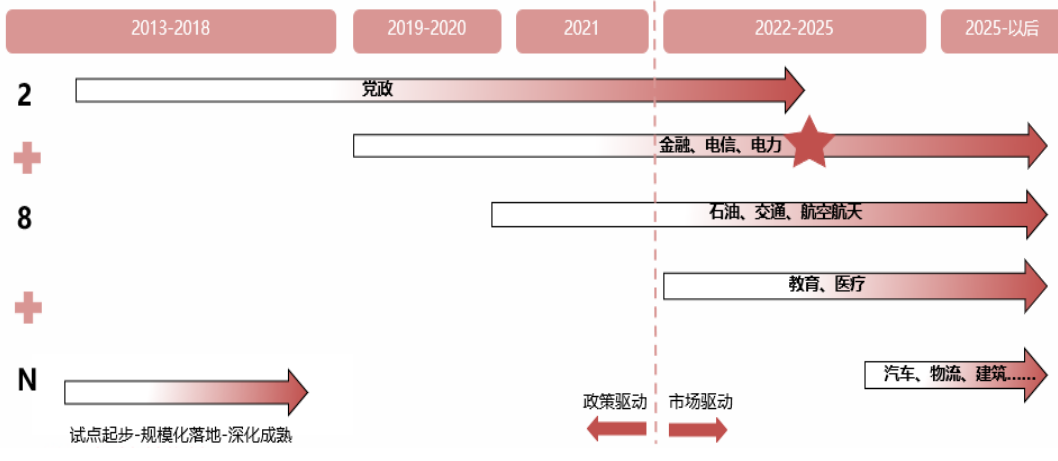 2013-2018
2019-2020
2021
2022-2025
2025-以后
2
党政
金融、电信、电力
8
石油、交通、航空航天
教育、医疗
N
汽车、物流、建筑......
政策驱动
市场驱动
试点起步-规模化落地-深化成熟